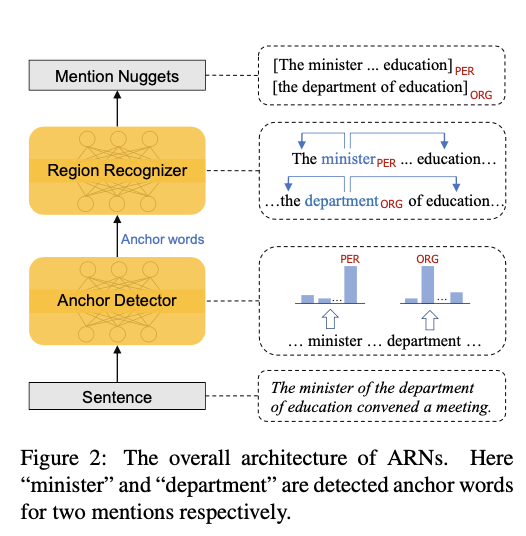 Mention Nuggets
[The minister ... education]PER
[the department of education]ORG
Region Recognizer
The ministerPER ... education...
...the departmentORG of education...
Anchor words
Anchor Detector
PER
ORG
...
...
... minister ... department ...
Sentence
The minister of the department
of education convened a meeting.
Figure 2: The overall architecture of ARNs. Here
“minister” and “department” are detected anchor words
for two mentions respectively.